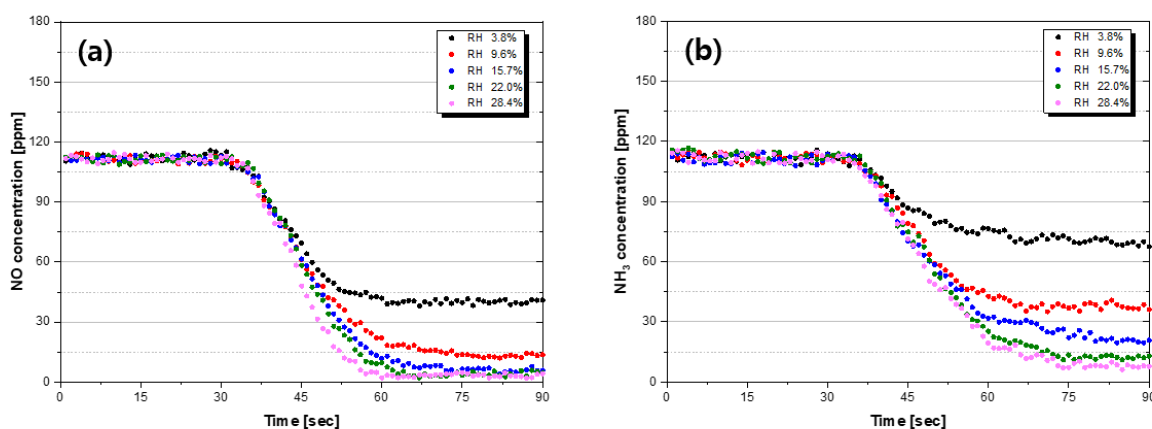 (a)
RH 3.8%
RH 9.6%
RH 15.7%
RH 22.0%
RH 28.4%
NO concentration [ppm]
180
150
120
90
60
30
0
0 15 30 45 60 75 90
Time [sec]
(b)
RH 3.8%
RH 9.6%
RH 15.7%
RH 22.0%
RH 28.4%
NH₃ concentration [ppm]
180
150
120
90
60
30
0
0 15 30 45 60 75 90
Time [sec]